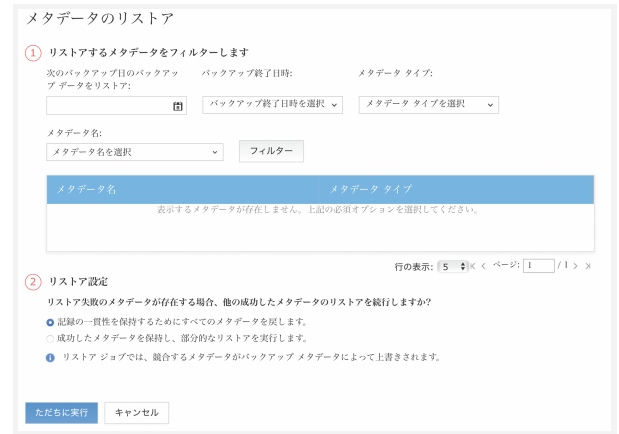 メタデータのリストア
1 リストアするメタデータをフィルターします
次のバックアップ日のバックアップ データをリストア:
バックアップ終了日時:
メタデータ タイプ:
バックアップ終了日時を選択
メタデータ タイプを選択
メタデータ名:
メタデータ名を選択
フィルター
メタデータ名 メタデータ タイプ
表示するメタデータが存在しません。上記の必須オプションを選択してください。
行の表示: 5 ページ: 1 / 1
2 リストア設定
リストア失敗のメタデータが存在する場合、他の成功したメタデータのリストアを続行しますか?
記録の一貫性を保持するためにすべてのメタデータを戻します。
成功したメタデータを保持し、部分的なリストアを実行します。
リストア ジョブでは、競合するメタデータがバックアップ メタデータによって上書きされます。
ただちに実行 キャンセル